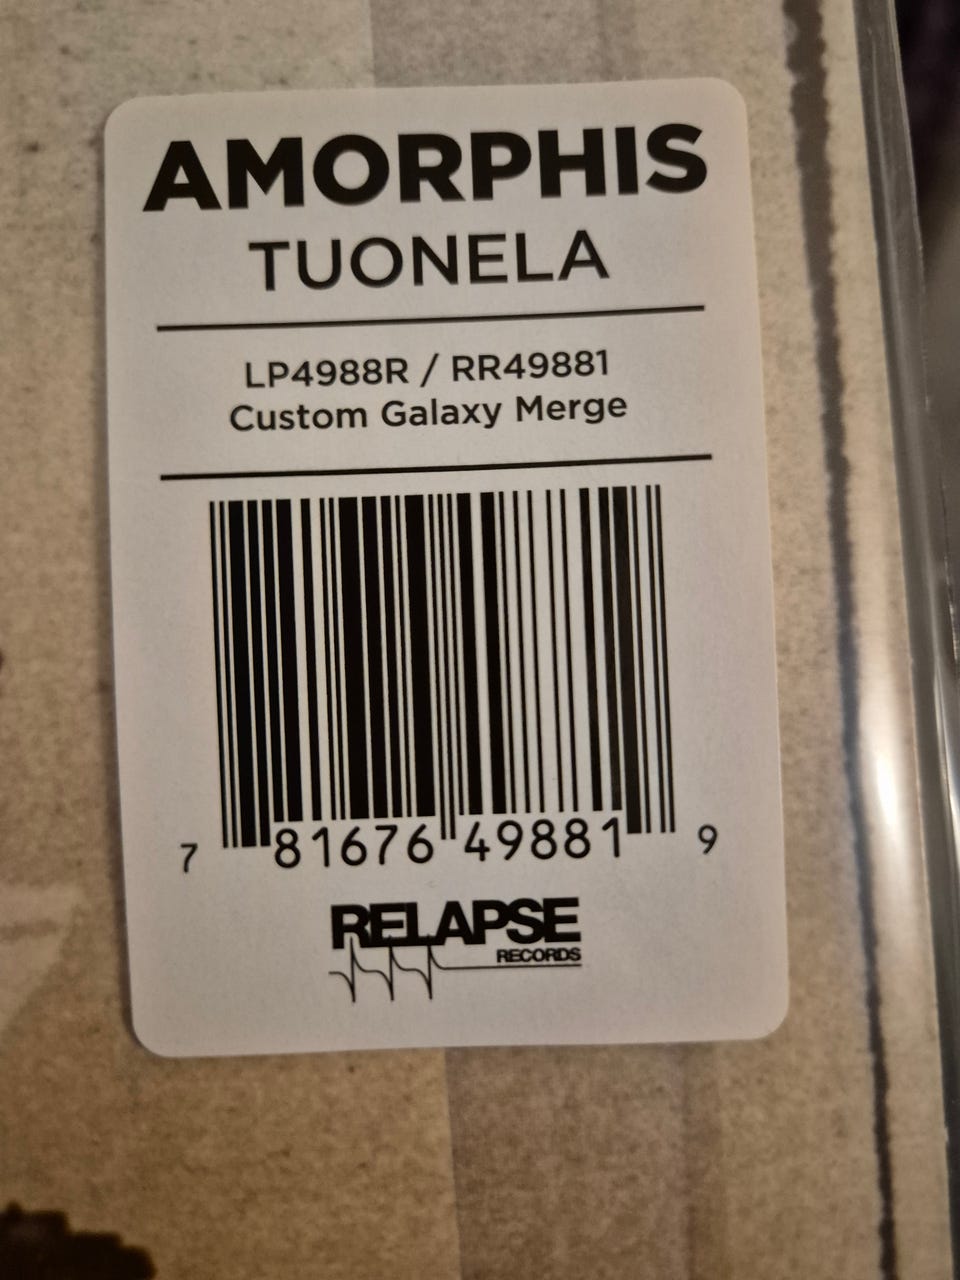 AMORPHIS
TUONELA
LP4988R / RR49881
Custom Galaxy Merge
7 81676 49881 9
RELAPSE
RECORDS